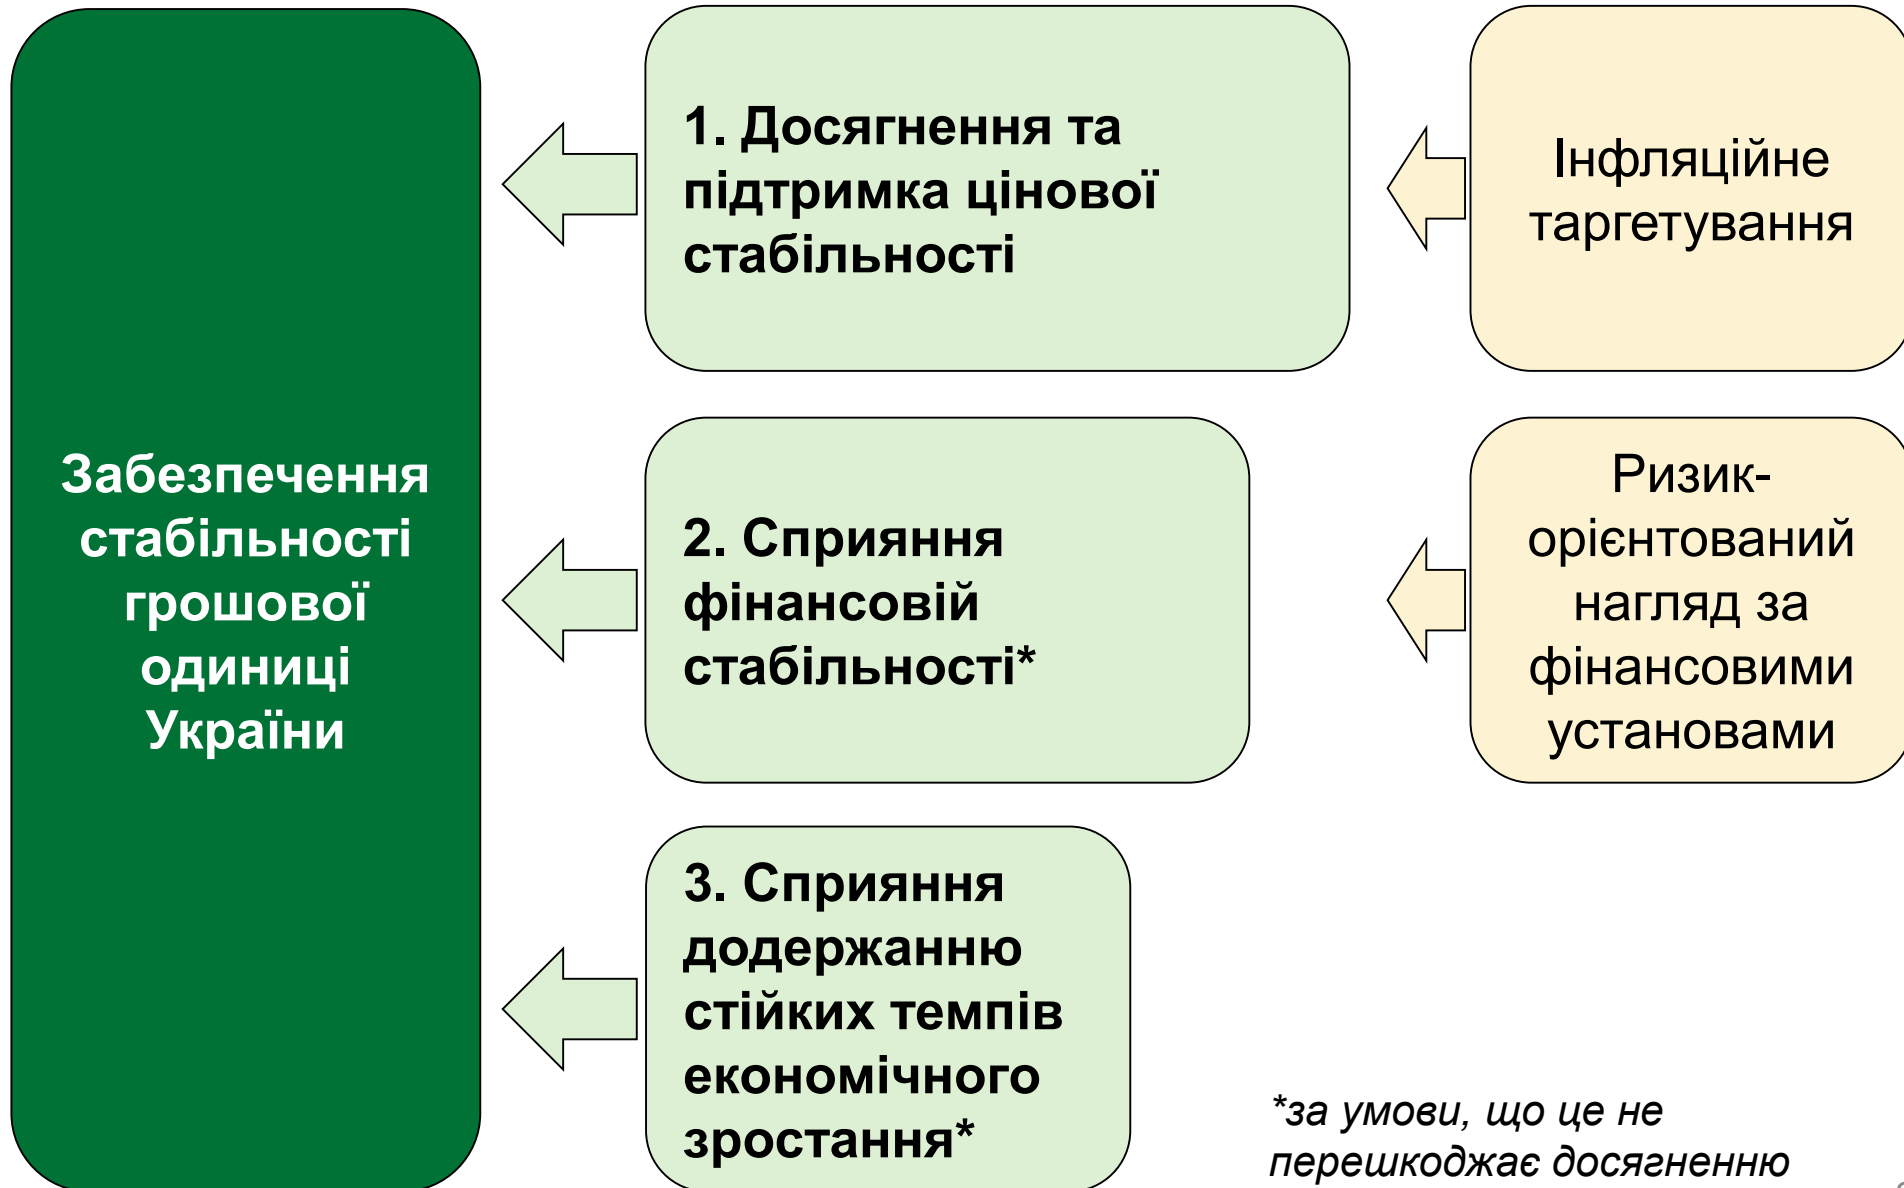 Забезпечення
стабільності
грошової
одиниці
України
1. Досягнення та
підтримка цінової
стабільності
Інфляційне
таргетування
2. Сприяння
фінансовій
стабільності*
Ризик-
орієнтований
нагляд за
фінансовими
установами
3. Сприяння
додержанню
стійких темпів
економічного
зростання*
*за умови, що це не
перешкоджає досягненню